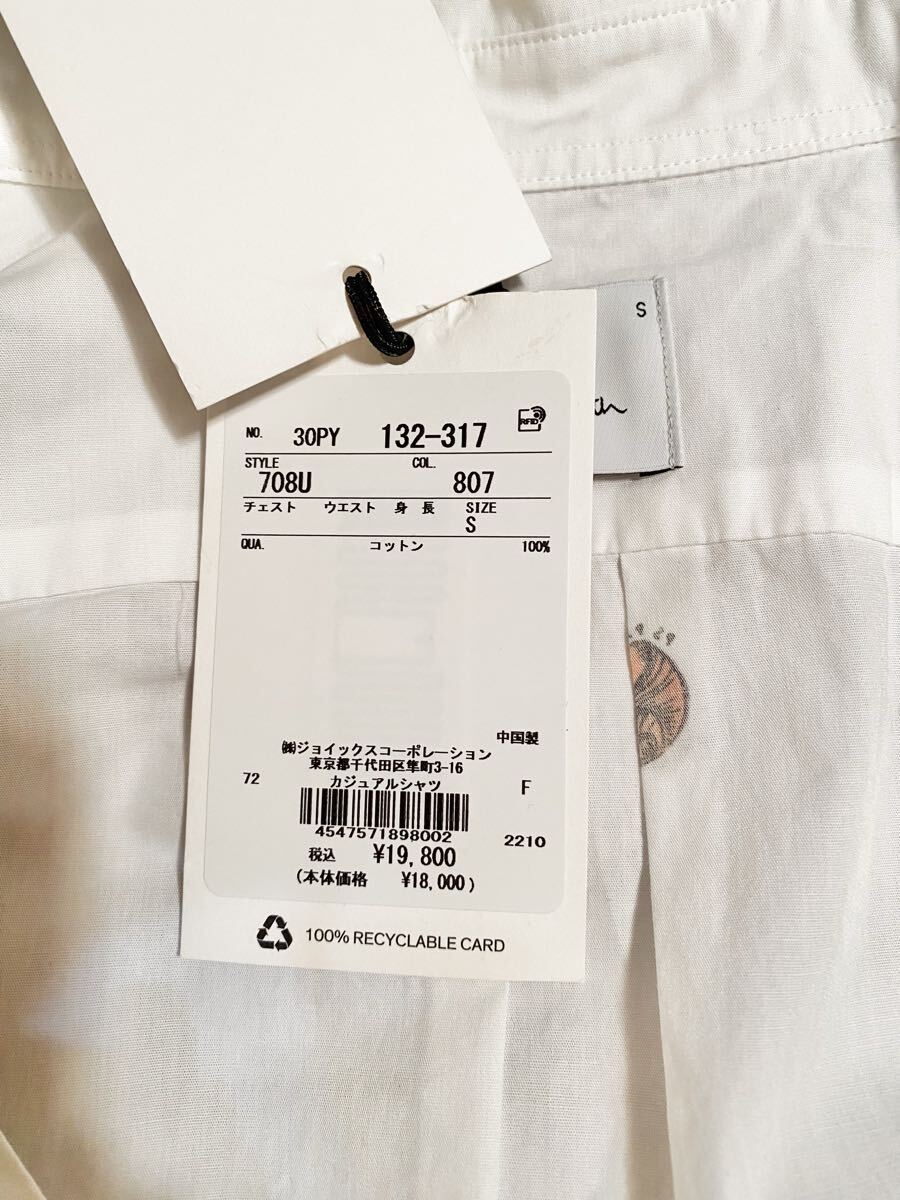 S
NO. 30PY 132-317 RFID
STYLE COL.
708U 807
チェスト ウエスト 身 長 SIZE
S
QUA. コットン 100%
中国製
㈱ジョイックスコーポレーション
東京都千代田区隼町3-16
72 カジュアルシャツ F
4547571898002 2210
税込 ¥19,800
(本体価格 ¥18,000)
100% RECYCLABLE CARD